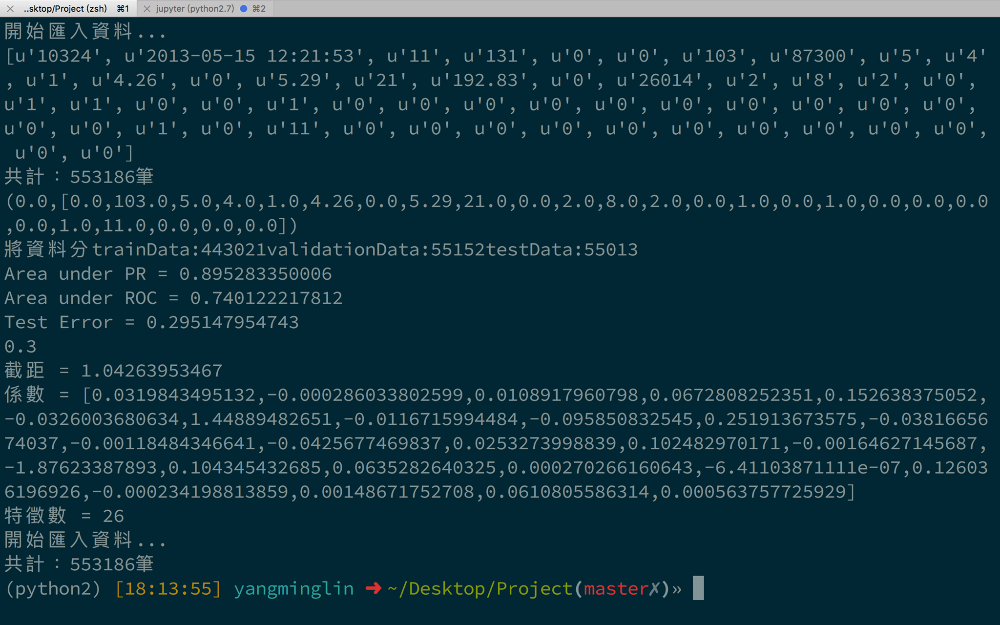 ..sktop/Project (zsh) ⌘1 jupyter (python2.7) ⌘2
開始匯入資料...
[u'10324', u'2013-05-15 12:21:53', u'11', u'131', u'0', u'0', u'103', u'87300', u'5', u'4'
, u'1', u'4.26', u'0', u'5.29', u'21', u'192.83', u'0', u'26014', u'2', u'8', u'2', u'0',
u'1', u'1', u'0', u'0', u'1', u'0', u'0', u'0', u'0', u'0', u'0', u'0', u'0', u'0', u'0',
u'0', u'0', u'1', u'0', u'11', u'0', u'0', u'0', u'0', u'0', u'0', u'0', u'0', u'0', u'0',
u'0', u'0']
共計：553186筆
(0.0,[0.0,103.0,5.0,4.0,1.0,4.26,0.0,5.29,21.0,0.0,2.0,8.0,2.0,0.0,1.0,0.0,1.0,0.0,0.0,0.0
,0.0,1.0,11.0,0.0,0.0,0.0])
將資料分trainData:443021validationData:55152testData:55013
Area under PR = 0.895283350006
Area under ROC = 0.740122217812
Test Error = 0.295147954743
0.3
截距 = 1.04263953467
係數 = [0.0319843495132,-0.000286033802599,0.0108917960798,0.0672808252351,0.152638375052,
-0.0326003680634,1.44889482651,-0.0116715994484,-0.095850832545,0.251913673575,-0.03816656
74037,-0.00118484346641,-0.0425677469837,0.0253273998839,0.102482970171,-0.00164627145687,
-1.87623387893,0.104345432685,0.0635282640325,0.000270266160643,-6.41103871111e-07,0.126036
6196926,-0.000234198813859,0.00148671752708,0.0610805586314,0.000563757725929]
特徵數 = 26
開始匯入資料...
共計：553186筆
(python2) [18:13:55] yangminglin ➜ ~/Desktop/Project(master✗)»